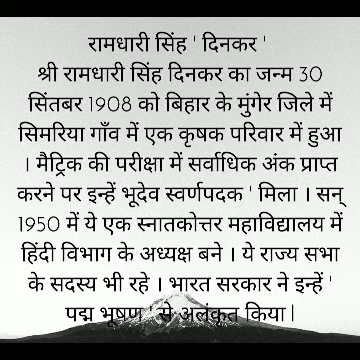 रामधारी सिंह ' दिनकर '
श्री रामधारी सिंह दिनकर का जन्म 30
सिंतबर 1908 को बिहार के मुंगेर जिले में
सिमरिया गाँव में एक कृषक परिवार में हुआ
। मैट्रिक की परीक्षा में सर्वाधिक अंक प्राप्त
करने पर इन्हें भूदेव स्वर्णपदक ' मिला । सन्
1950 में ये एक स्नातकोत्तर महाविद्यालय में
हिंदी विभाग के अध्यक्ष बने । ये राज्य सभा
के सदस्य भी रहे । भारत सरकार ने इन्हें '
पद्म भूषण ' से अलंकृत किया|